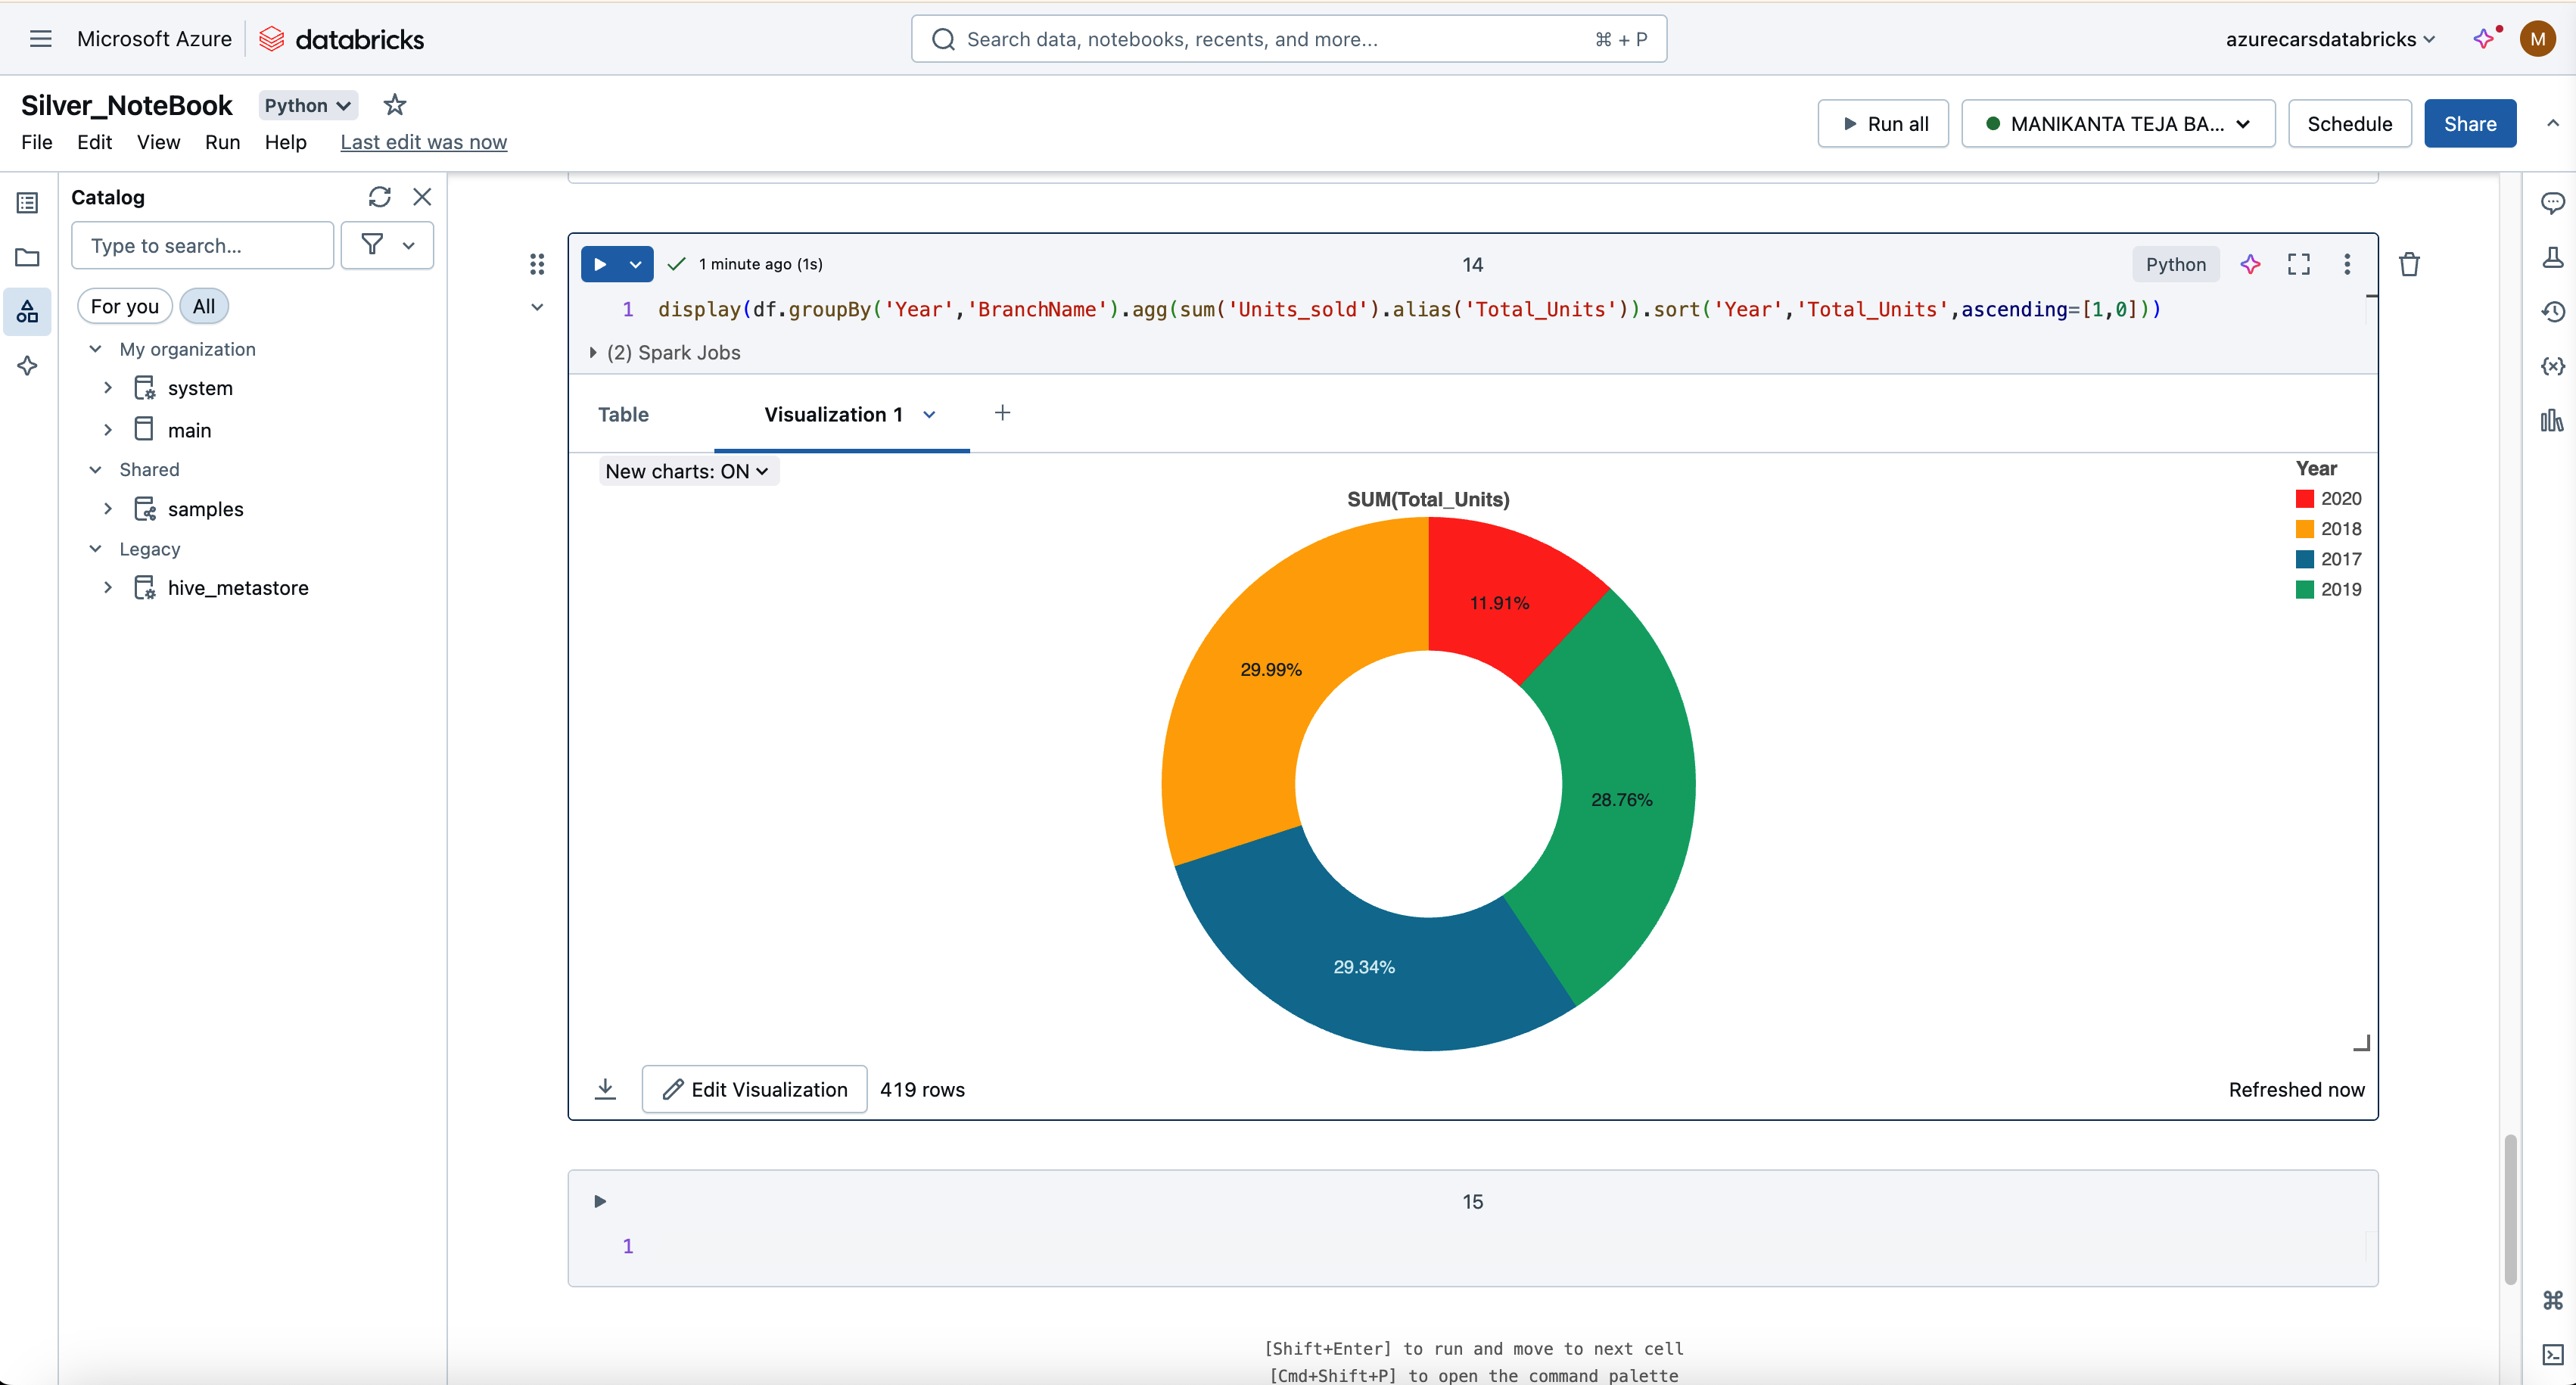 Microsoft Azure databricks
Search data, notebooks, recents, and more...
⌘ + P
azurecarsdatabricks
M
Silver_NoteBook
Python
File Edit View Run Help
Last edit was now
Run all
MANIKANTA TEJA BA...
Schedule
Share
Catalog
Type to search...
For you
All
My organization
system
main
Shared
samples
Legacy
hive_metastore
1 minute ago (1s)
14
Python
1 display(df.groupBy('Year','BranchName').agg(sum('Units_sold').alias('Total_Units')).sort('Year','Total_Units',ascending=[1,0]))
(2) Spark Jobs
Table
Visualization 1
+
New charts: ON
SUM(Total_Units)
Year
2020
2018
2017
2019
11.91%
29.99%
28.76%
29.34%
Edit Visualization
419 rows
Refreshed now
15
1
[Shift+Enter] to run and move to next cell
[Cmd+Shift+P] to open the command palette